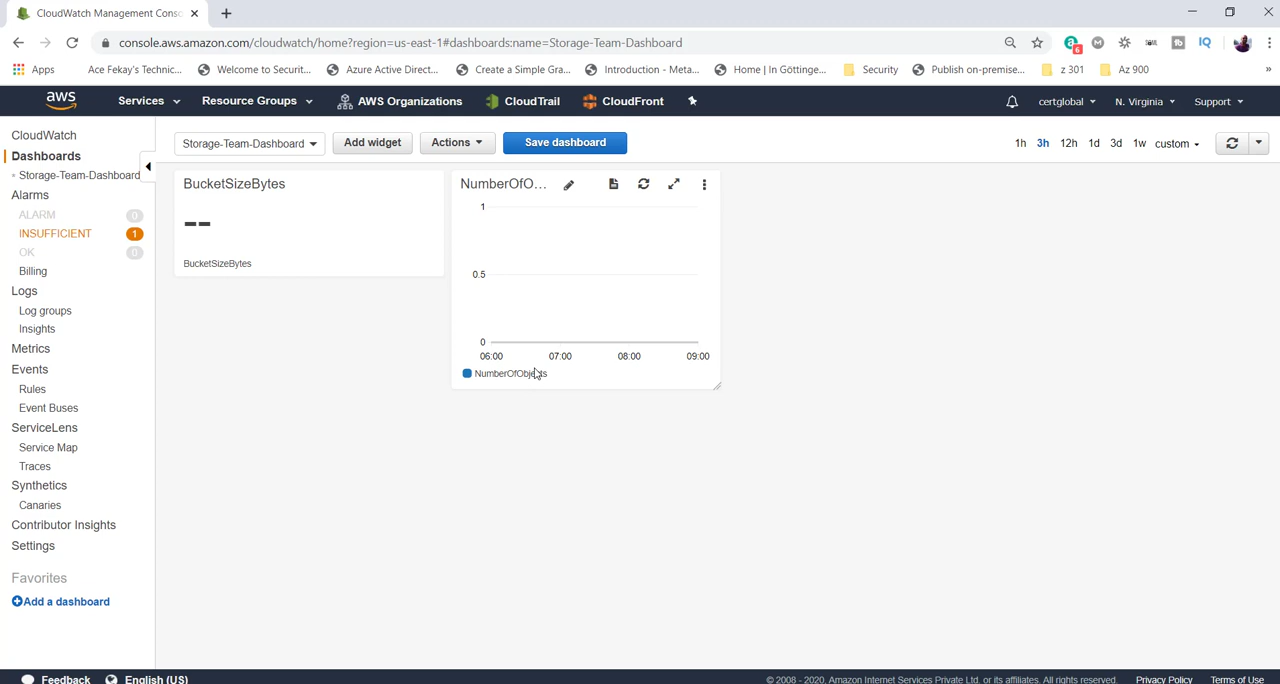 CloudWatch Management Conso
console.aws.amazon.com/cloudwatch/home?region=us-east-1#dashboards:name=Storage-Team-Dashboard
Apps
Ace Fekay's Technic...
Welcome to Securit...
Azure Active Direct...
Create a Simple Gra...
Introduction - Meta...
Home | In Göttinge...
Security
Publish on-premise...
z 301
Az 900
aws
Services
Resource Groups
AWS Organizations
CloudTrail
CloudFront
certglobal
N. Virginia
Support
CloudWatch
Dashboards
Storage-Team-Dashboard
Alarms
ALARM 0
INSUFFICIENT 1
OK 0
Billing
Logs
Log groups
Insights
Metrics
Events
Rules
Event Buses
ServiceLens
Service Map
Traces
Synthetics
Canaries
Contributor Insights
Settings
Favorites
Add a dashboard
Storage-Team-Dashboard
Add widget
Actions
Save dashboard
1h 3h 12h 1d 3d 1w custom
BucketSizeBytes
--
BucketSizeBytes
NumberOfO...
1
0.5
0
06:00 07:00 08:00 09:00
NumberOfObjects
Feedback
English (US)
© 2008 - 2020, Amazon Internet Services Private Ltd. or its affiliates. All rights reserved.
Privacy Policy
Terms of Use